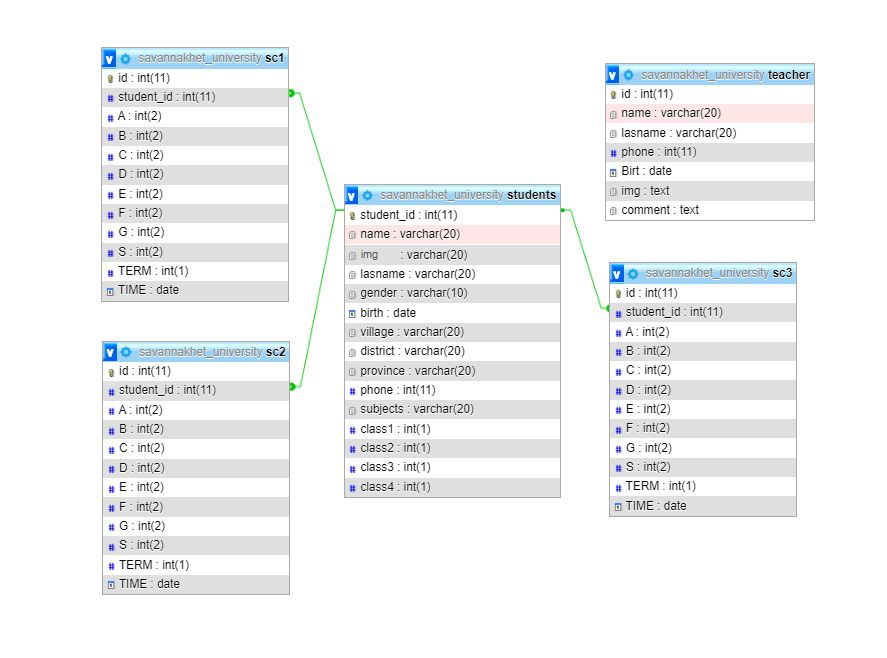 savannakhet_university sc1
id : int(11)
student_id : int(11)
A : int(2)
B : int(2)
C : int(2)
D : int(2)
E : int(2)
F : int(2)
G : int(2)
S : int(2)
TERM : int(1)
TIME : date
savannakhet_university sc2
id : int(11)
student_id : int(11)
A : int(2)
B : int(2)
C : int(2)
D : int(2)
E : int(2)
F : int(2)
G : int(2)
S : int(2)
TERM : int(1)
TIME : date
savannakhet_university students
student_id : int(11)
name : varchar(20)
img : varchar(20)
lasname : varchar(20)
gender : varchar(10)
birth : date
village : varchar(20)
district : varchar(20)
province : varchar(20)
phone : int(11)
subjects : varchar(20)
class1 : int(1)
class2 : int(1)
class3 : int(1)
class4 : int(1)
savannakhet_university teacher
id : int(11)
name : varchar(20)
lasname : varchar(20)
phone : int(11)
Birt : date
img : text
comment : text
savannakhet_university sc3
id : int(11)
student_id : int(11)
A : int(2)
B : int(2)
C : int(2)
D : int(2)
E : int(2)
F : int(2)
G : int(2)
S : int(2)
TERM : int(1)
TIME : date